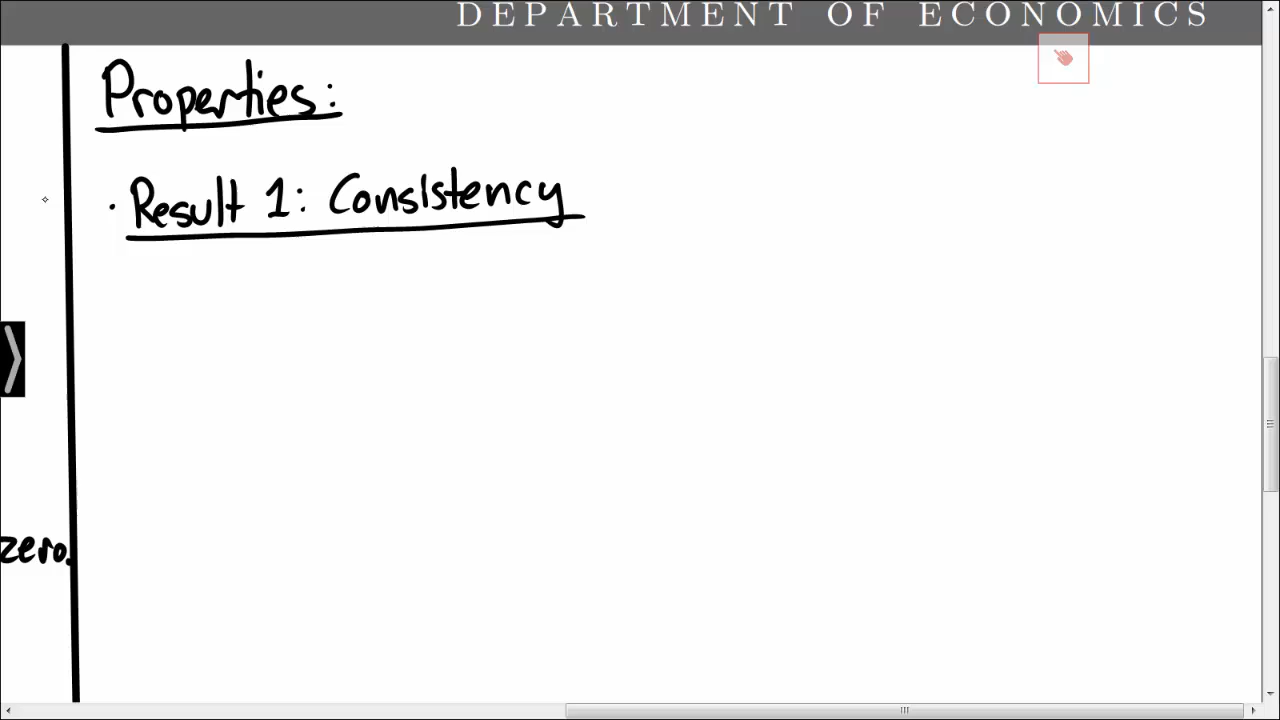 DEPARTMENT OF ECONOMICS
Properties:
· Result 1: Consistency
zero.